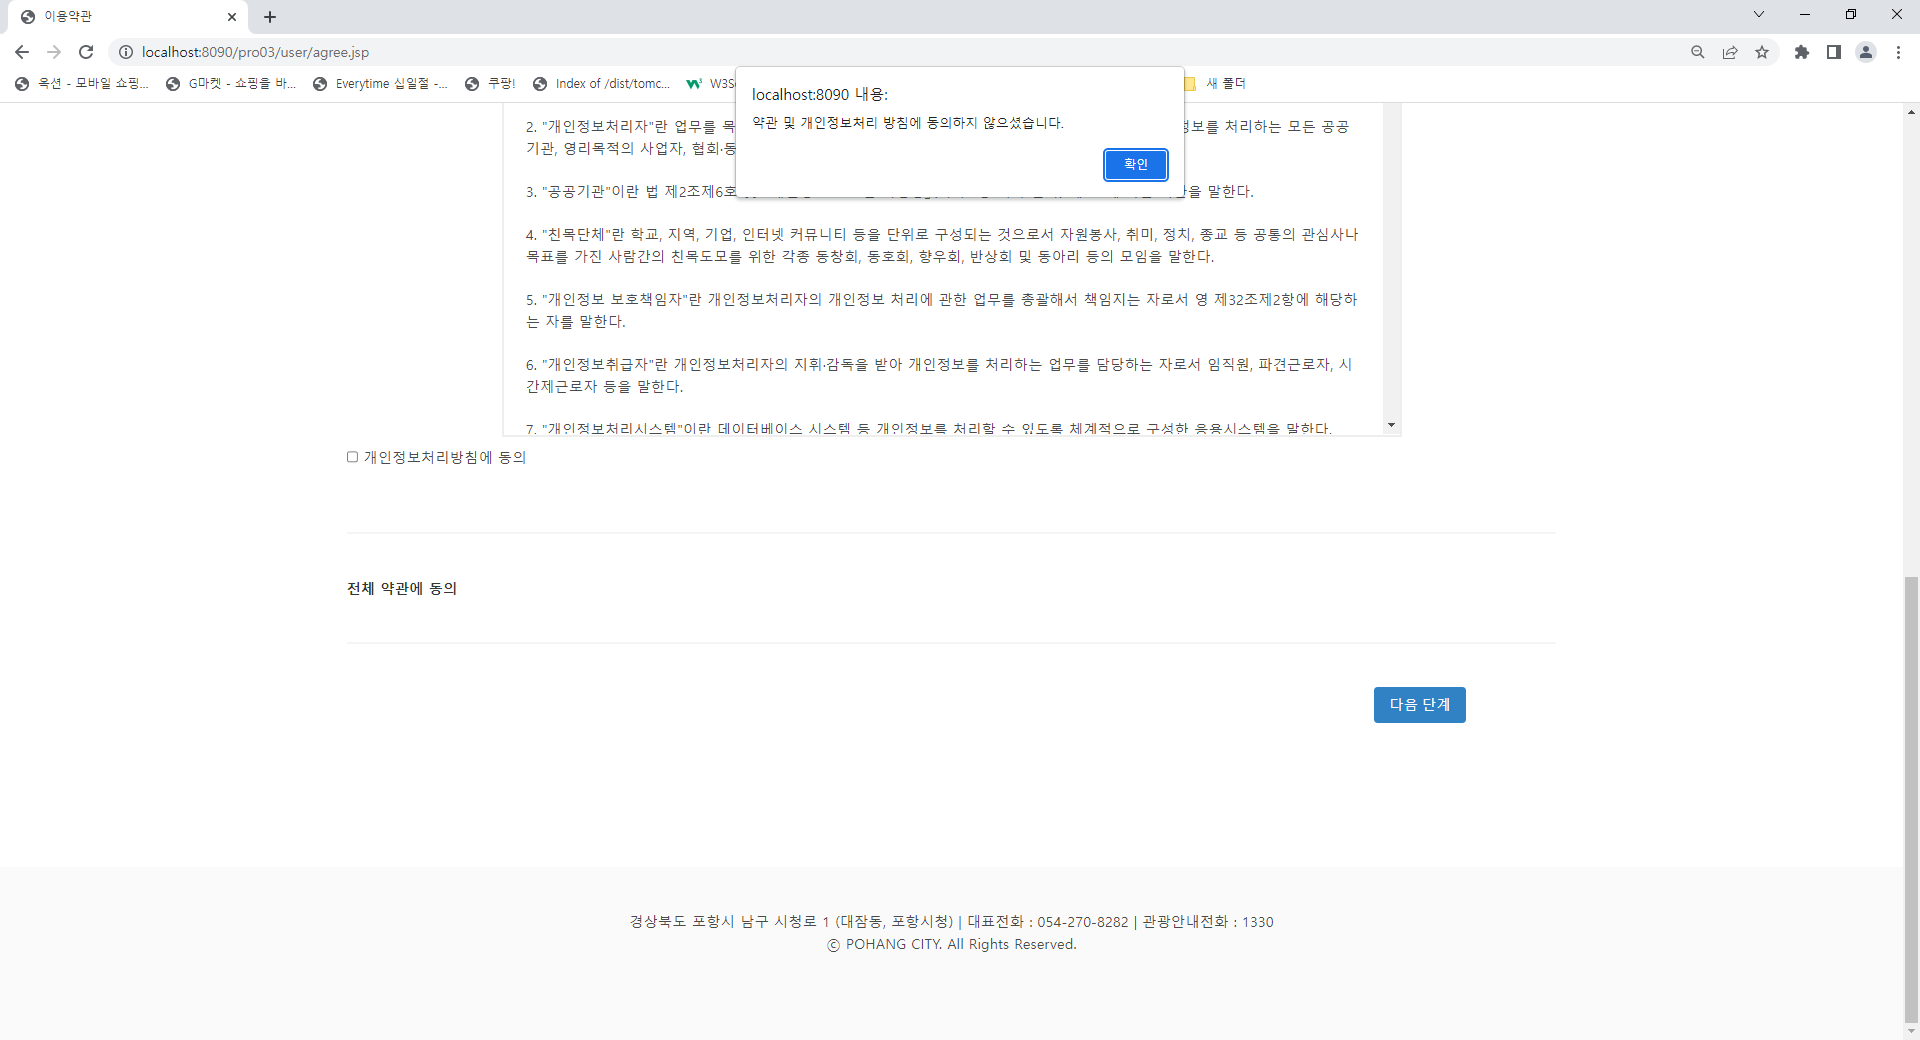 이용약관
localhost:8090/pro03/user/agree.jsp
옥션 - 모바일 쇼핑...
G마켓 - 쇼핑을 바...
Everytime 십일절 -...
쿠팡!
Index of /dist/tomc...
새 폴더
localhost:8090 내용:
약관 및 개인정보처리 방침에 동의하지 않으셨습니다.
확인
2. "개인정보처리자"란 업무를 처리하는 모든 공공
기관, 영리목적의 사업자, 협회·
3. "공공기관"이란 법 제2조제6호 말한다.
4. "친목단체"란 학교, 지역, 기업, 인터넷 커뮤니티 등을 단위로 구성되는 것으로서 자원봉사, 취미, 정치, 종교 등 공통의 관심사나
목표를 가진 사람간의 친목도모를 위한 각종 동창회, 동호회, 향우회, 반상회 및 동아리 등의 모임을 말한다.
5. "개인정보 보호책임자"란 개인정보처리자의 개인정보 처리에 관한 업무를 총괄해서 책임지는 자로서 영 제32조제2항에 해당하
는 자를 말한다.
6. "개인정보취급자"란 개인정보처리자의 지휘·감독을 받아 개인정보를 처리하는 업무를 담당하는 자로서 임직원, 파견근로자, 시
간제근로자 등을 말한다.
7. "개인정보처리시스템"이란 데이터베이스 시스템 등 개인정보를 처리할 수 있도록 체계적으로 구성한 응용시스템을 말한다.
개인정보처리방침에 동의
전체 약관에 동의
다음 단계
경상북도 포항시 남구 시청로 1 (대잠동, 포항시청) | 대표전화 : 054-270-8282 | 관광안내전화 : 1330
ⓒ POHANG CITY. All Rights Reserved.